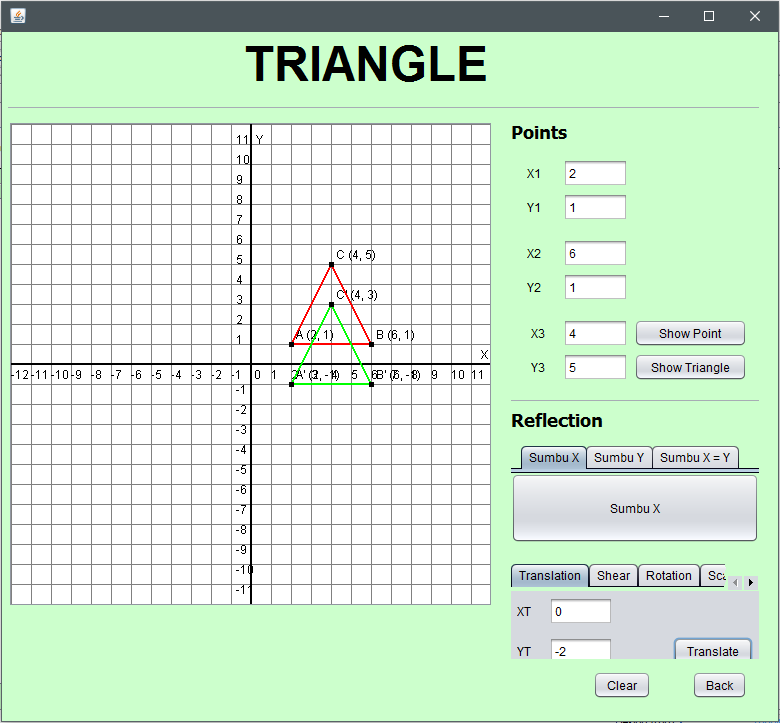 TRIANGLE
Points
X1 2
Y1 1
X2 6
Y2 1
X3 4 Show Point
Y3 5 Show Triangle
Reflection
Sumbu X Sumbu Y Sumbu X = Y
Sumbu X
Translation Shear Rotation Sca
XT 0
YT -2 Translate
Clear Back
11 Y
10
9
8
7
6
C (4, 5)
5
4
C' (4, 3)
3
2
A (2, 1) B (6, 1)
1
X
-12 -11 -10 -9 -8 -7 -6 -5 -4 -3 -2 -1 0 1 2 3 4 5 6 7 8 9 10 11
A' (2, -1) B' (6, -1)
-1
-2
-3
-4
-5
-6
-7
-8
-9
-10
-11